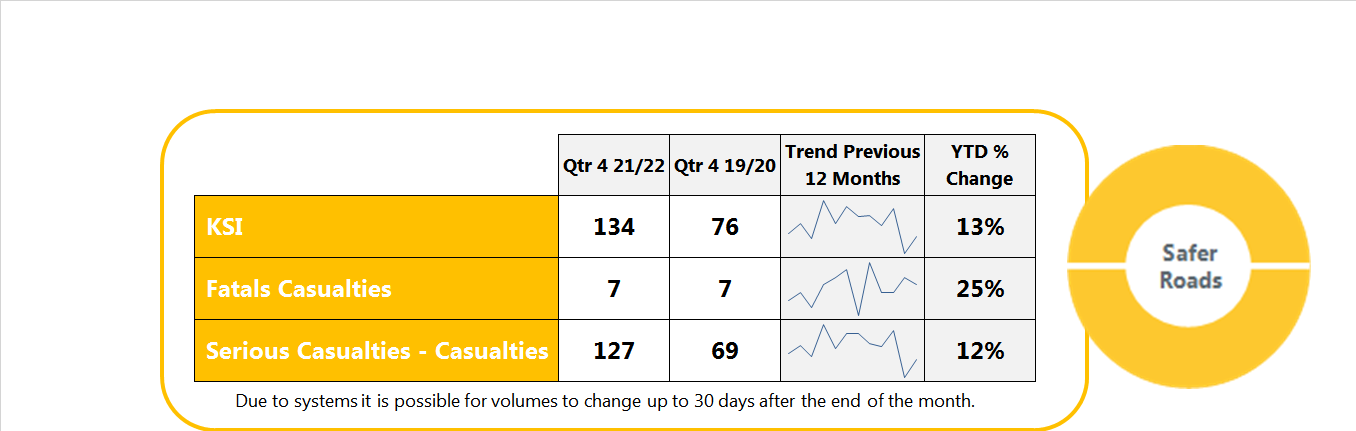 Qtr 4 21/22 Qtr 4 19/20 Trend Previous 12 Months YTD % Change
KSI 134 76 13%
Fatals Casualties 7 7 25%
Serious Casualties - Casualties 127 69 12%
Due to systems it is possible for volumes to change up to 30 days after the end of the month.
Safer
Roads